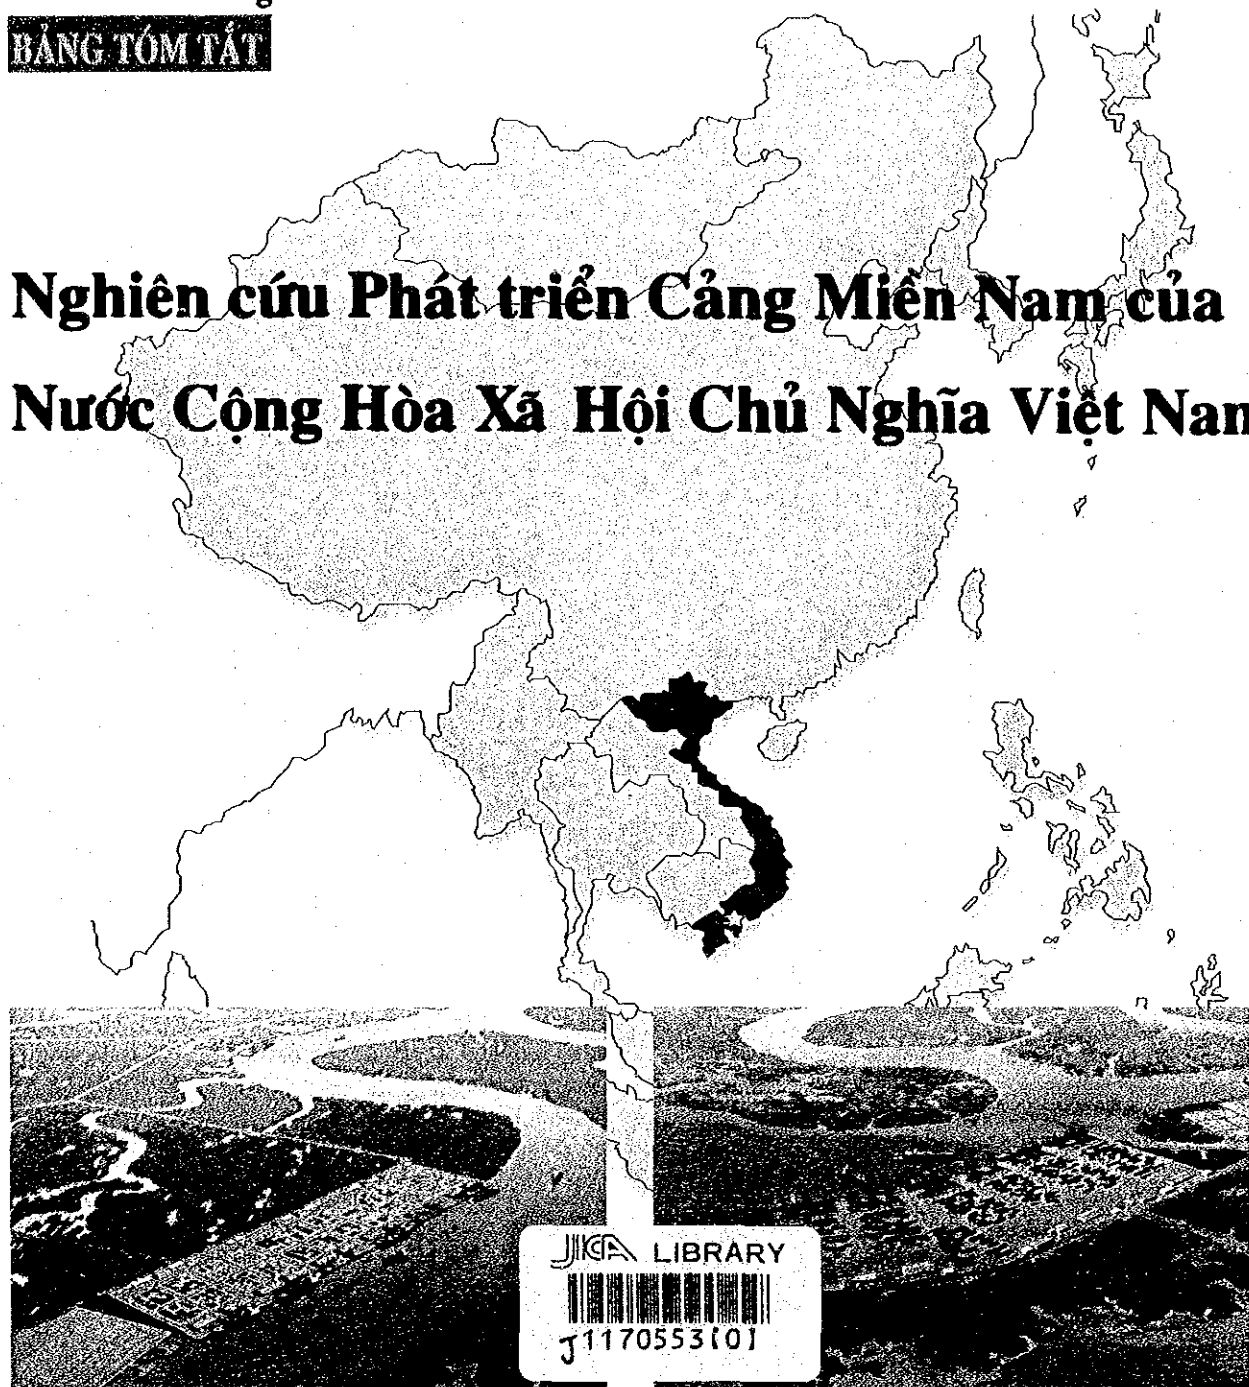 BẢNG TÓM TẮT
Nghiên cứu Phát triển Cảng Miền Nam của
Nước Cộng Hòa Xã Hội Chủ Nghĩa Việt Nam
JICA LIBRARY
J1170553[0]